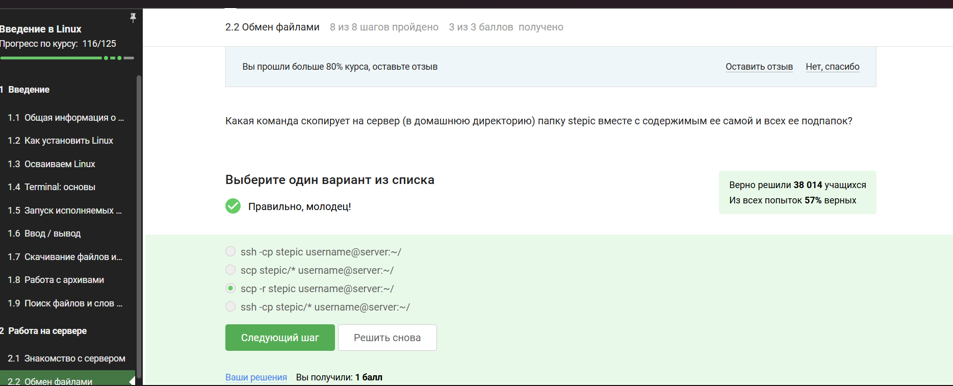 Введение в Linux
Прогресс по курсу: 116/125
1 Введение
1.1 Общая информация о ...
1.2 Как установить Linux
1.3 Осваиваем Linux
1.4 Terminal: основы
1.5 Запуск исполняемых ...
1.6 Ввод / вывод
1.7 Скачивание файлов и...
1.8 Работа с архивами
1.9 Поиск файлов и слов ...
2 Работа на сервере
2.1 Знакомство с сервером
2.2 Обмен файлами
2.2 Обмен файлами 8 из 8 шагов пройдено 3 из 3 баллов получено
Вы прошли больше 80% курса, оставьте отзыв Оставить отзыв Нет, спасибо
Какая команда скопирует на сервер (в домашнюю директорию) папку stepic вместе с содержимым ее самой и всех ее подпапок?
Выберите один вариант из списка
Правильно, молодец!
Верно решили 38 014 учащихся
Из всех попыток 57% верных
ssh -cp stepic username@server:~/
scp stepic/* username@server:~/
scp -r stepic username@server:~/
ssh -cp stepic/* username@server:~/
Следующий шаг Решить снова
Ваши решения Вы получили: 1 балл